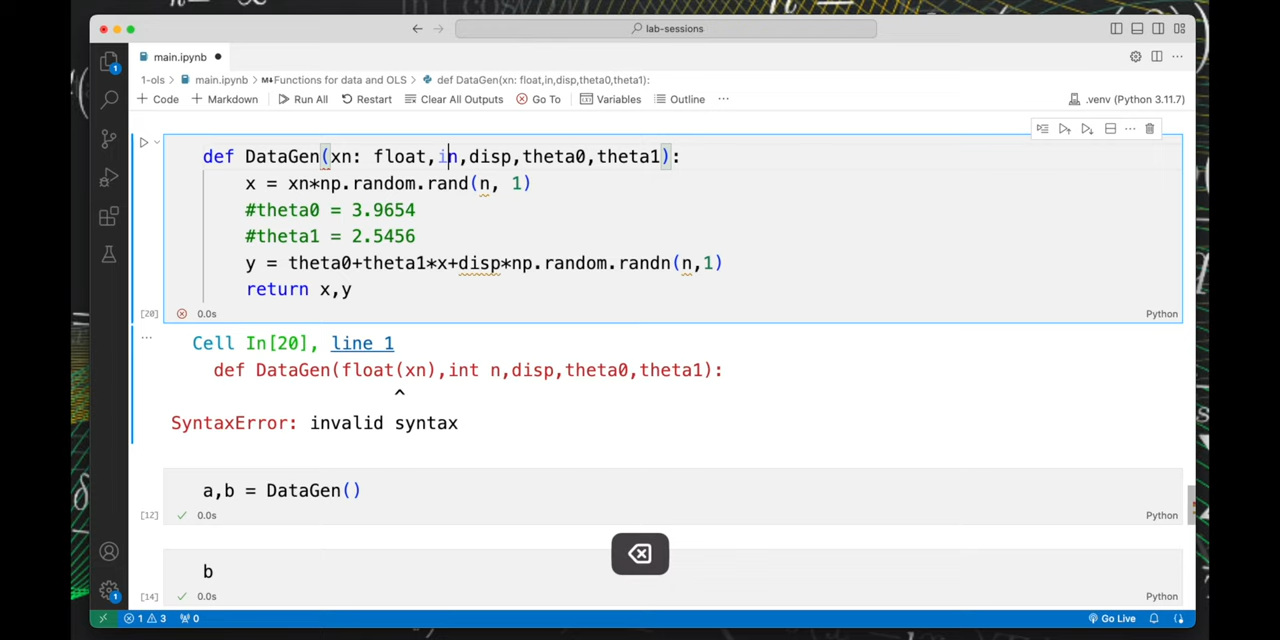 lab-sessions
main.ipynb
1-ols > main.ipynb > M↓Functions for data and OLS > def DataGen(xn: float,in,disp,theta0,theta1):
+ Code + Markdown Run All Restart Clear All Outputs Go To Variables Outline ... .venv (Python 3.11.7)
def DataGen(xn: float,in,disp,theta0,theta1):
x = xn*np.random.rand(n, 1)
#theta0 = 3.9654
#theta1 = 2.5456
y = theta0+theta1*x+disp*np.random.randn(n,1)
return x,y
[20] 0.0s Python
Cell In[20], line 1
def DataGen(float(xn),int n,disp,theta0,theta1):
^
SyntaxError: invalid syntax
a,b = DataGen()
[12] 0.0s Python
b
[14] 0.0s Python
1 3 0 Go Live